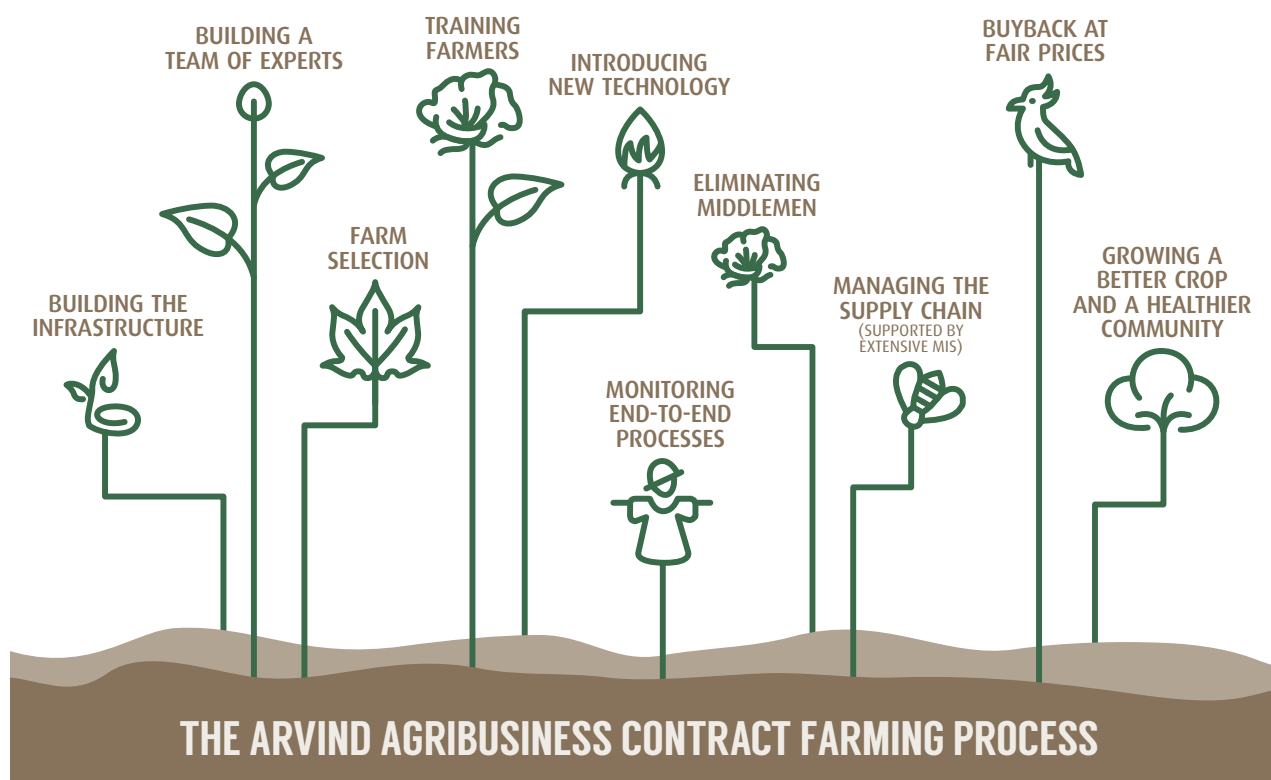 BUILDING THE
INFRASTRUCTURE
BUILDING A
TEAM OF EXPERTS
FARM
SELECTION
TRAINING
FARMERS
INTRODUCING
NEW TECHNOLOGY
MONITORING
END-TO-END
PROCESSES
ELIMINATING
MIDDLEMEN
MANAGING THE
SUPPLY CHAIN
(SUPPORTED BY
EXTENSIVE MIS)
BUYBACK AT
FAIR PRICES
GROWING A
BETTER CROP
AND A HEALTHIER
COMMUNITY
THE ARVIND AGRIBUSINESS CONTRACT FARMING PROCESS